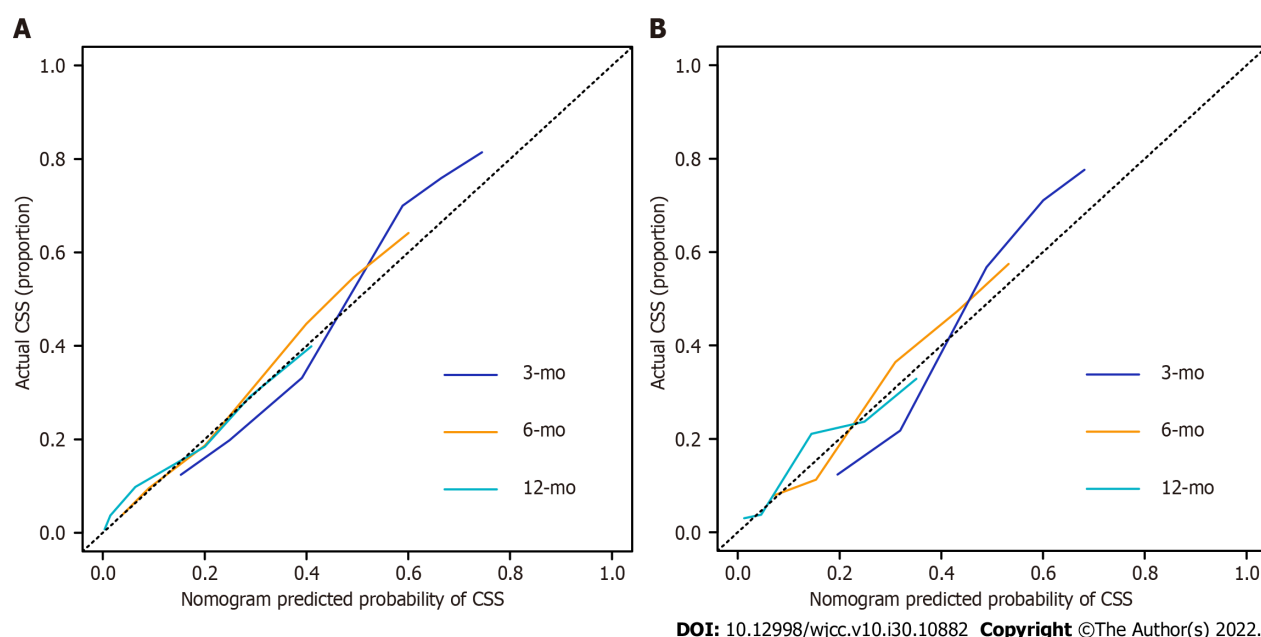 A
1.0
0.8
0.6
0.4
0.2
0.0
Actual CSS (proportion)
3-mo
6-mo
12-mo
0.0 0.2 0.4 0.6 0.8 1.0
Nomogram predicted probability of CSS
B
1.0
0.8
0.6
0.4
0.2
0.0
Actual CSS (proportion)
3-mo
6-mo
12-mo
0.0 0.2 0.4 0.6 0.8 1.0
Nomogram predicted probability of CSS
DOI: 10.12998/wjcc.v10.i30.10882 Copyright ©The Author(s) 2022.